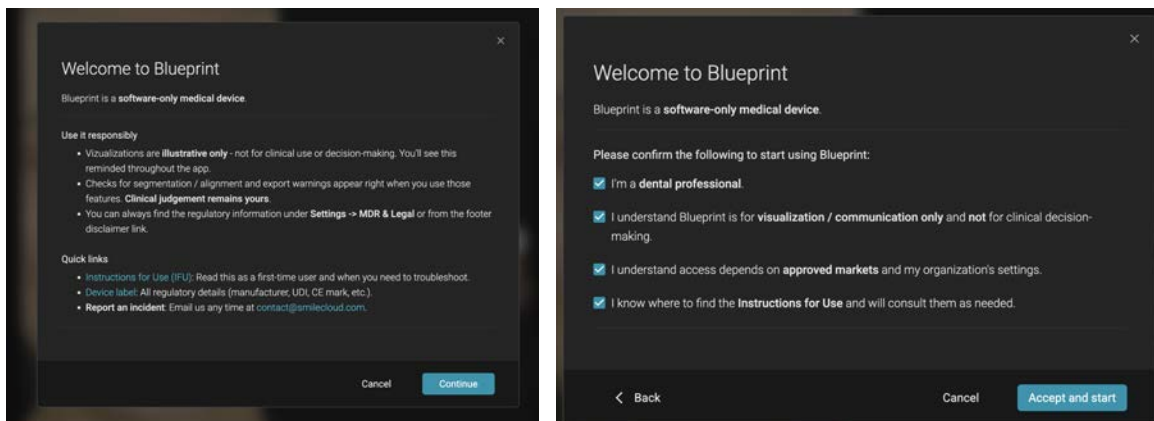 Welcome to Blueprint
Blueprint is a software-only medical device.
Use it responsibly
• Vizualizations are illustrative only - not for clinical use or decision-making. You'll see this
reminded throughout the app.
• Checks for segmentation / alignment and export warnings appear right when you use those
features. Clinical judgement remains yours.
• You can always find the regulatory information under Settings -> MDR & Legal or from the footer
disclaimer link.
Quick links
• Instructions for Use (IFU): Read this as a first-time user and when you need to troubleshoot.
• Device label: All regulatory details (manufacturer, UDI, CE mark, etc.).
• Report an incident: Email us any time at contact@smilecloud.com.
Cancel
Continue
Welcome to Blueprint
Blueprint is a software-only medical device.
Please confirm the following to start using Blueprint:
I'm a dental professional.
I understand Blueprint is for visualization / communication only and not for clinical decision-
making.
I understand access depends on approved markets and my organization's settings.
I know where to find the Instructions for Use and will consult them as needed.
Back
Cancel
Accept and start